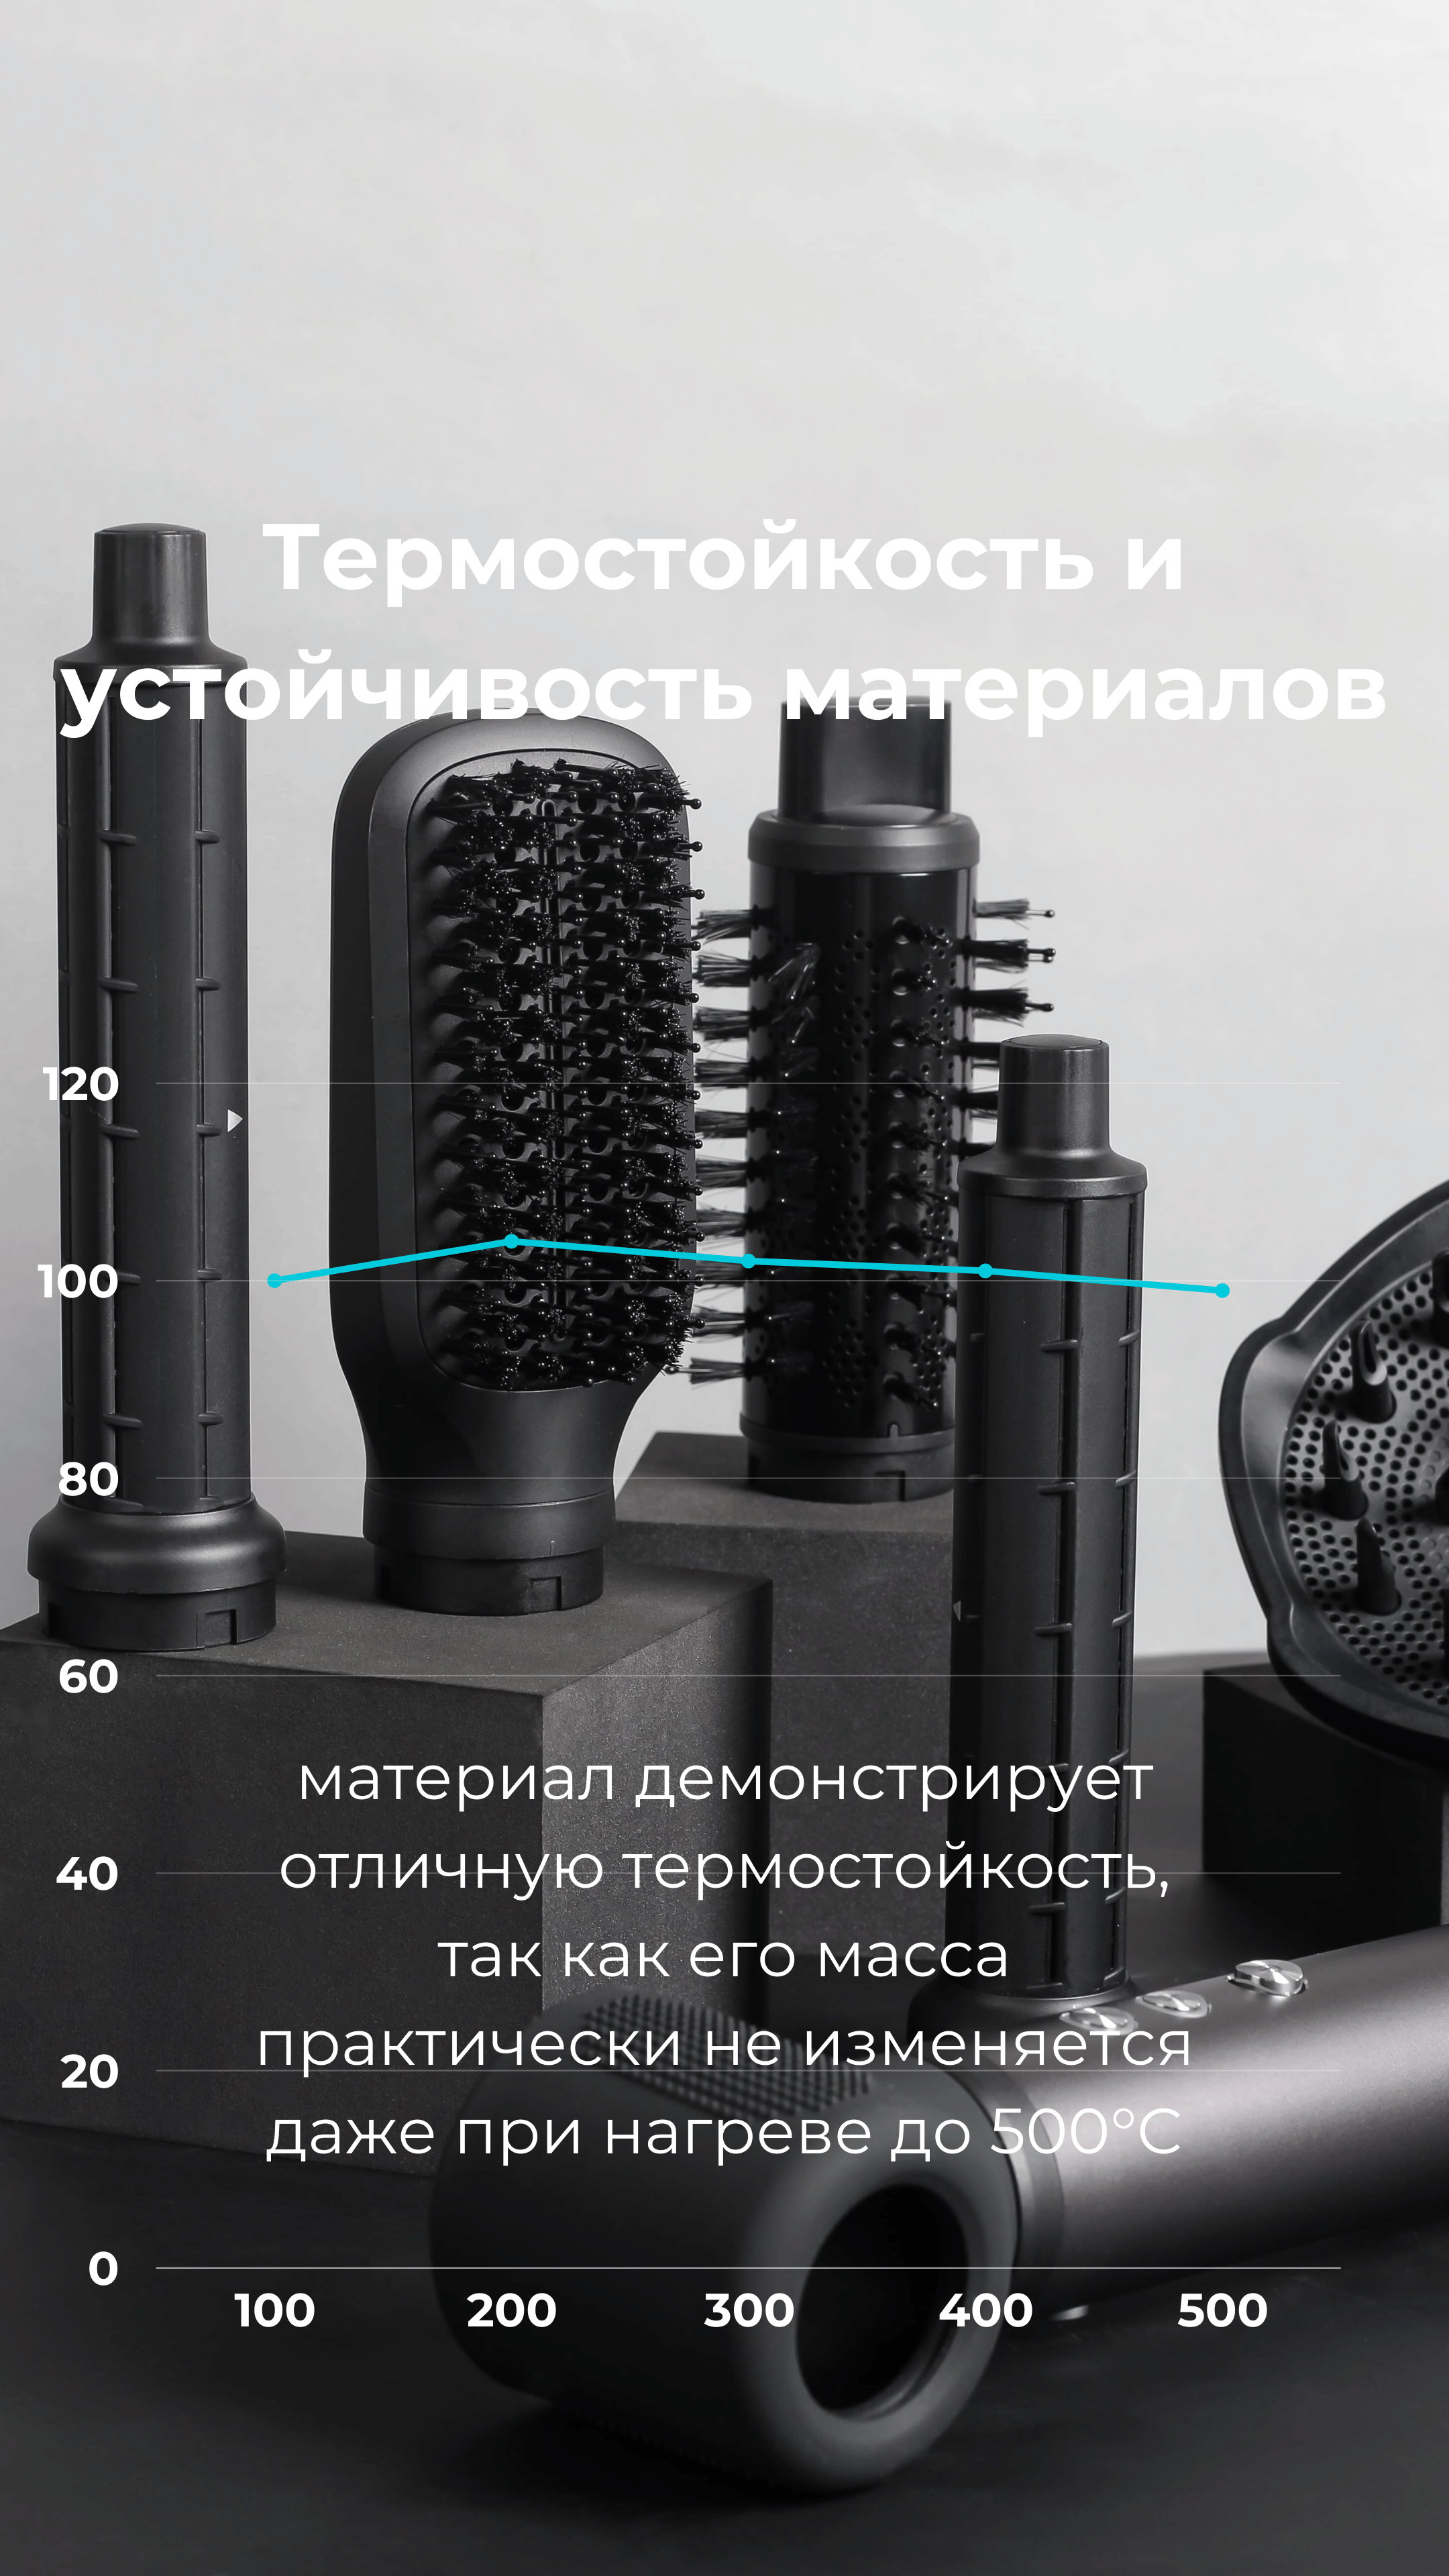 Термостойкость и
устойчивость материалов
120
100
80
60
материал демонстрирует
40
отличную термостойкость,
так как его масса
практически не изменяется
20
даже при нагреве до 500°C
0
100 200 300 400 500